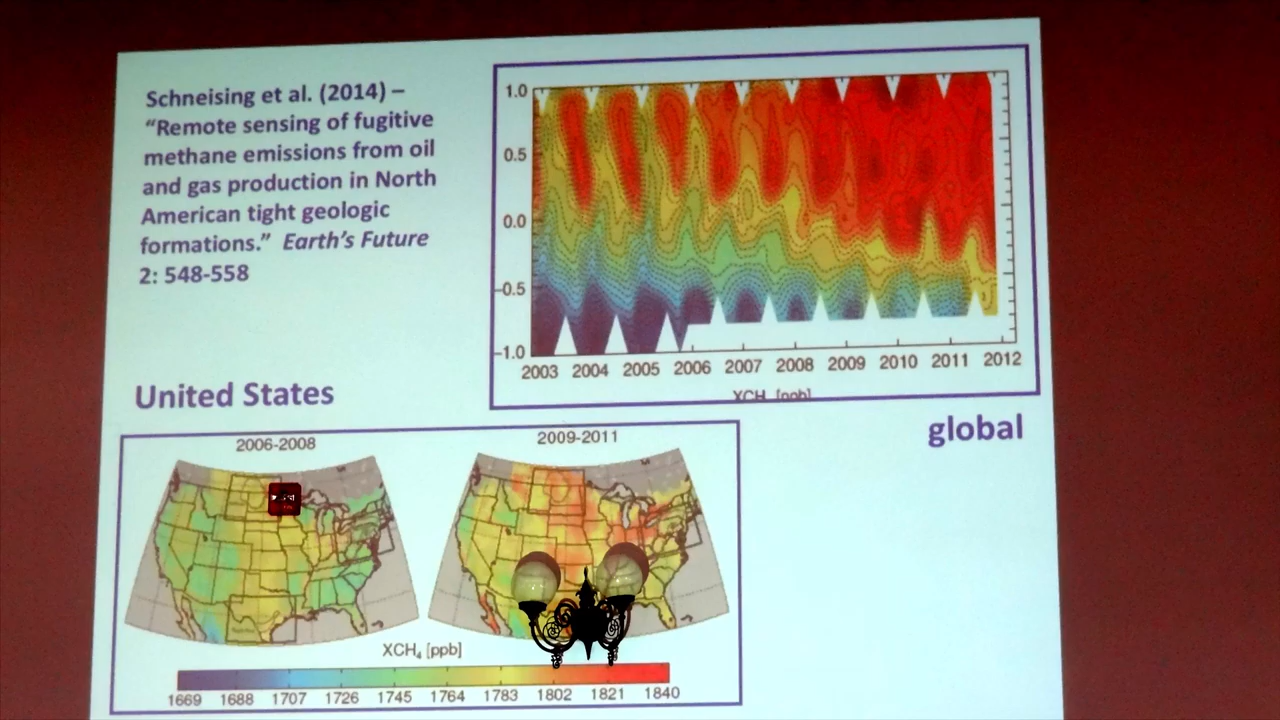 Schneising et al. (2014) –
“Remote sensing of fugitive
methane emissions from oil
and gas production in North
American tight geologic
formations.” Earth’s Future
2: 548-558
1.0
0.5
0.0
-0.5
-1.0
2003 2004 2005 2006 2007 2008 2009 2010 2011 2012
XCH [ppb]
United States
global
2006-2008
2009-2011
XCH₄ [ppb]
1669 1688 1707 1726 1745 1764 1783 1802 1821 1840